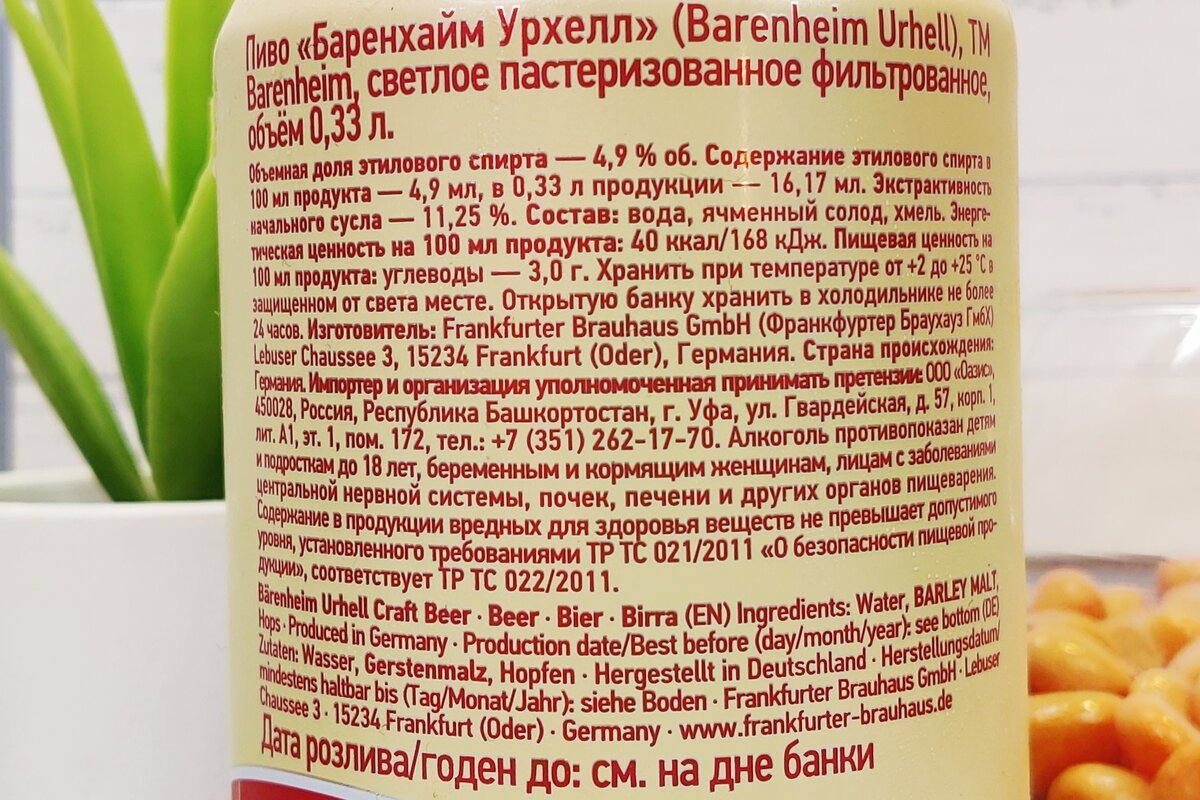 Пиво «Баренхайм Урхелл» (Barenheim Urhell), ТМ
Barenheim, светлое пастеризованное фильтрованное,
объём 0,33 л.
Объемная доля этилового спирта — 4,9 % об. Содержание этилового спирта в
100 мл продукта — 4,9 мл, в 0,33 л продукции — 16,17 мл. Экстрактивность
начального сусла — 11,25 %. Состав: вода, ячменный солод, хмель. Энерге-
тическая ценность на 100 мл продукта: 40 ккал/168 кДж. Пищевая ценность на
100 мл продукта: углеводы — 3,0 г. Хранить при температуре от +2 до +25 °С в
защищенном от света месте. Открытую банку хранить в холодильнике не более
24 часов. Изготовитель: Frankfurter Brauhaus GmbH (Франкфуртер Браухауз ГмбХ)
Lebuser Chaussee 3, 15234 Frankfurt (Oder), Германия. Страна происхождения:
Германия. Импортер и организация уполномоченная принимать претензии: ООО «Оазис»,
450028, Россия, Республика Башкортостан, г. Уфа, ул. Гвардейская, д. 57, корп. 1,
лит. А1, эт. 1, пом. 172, тел.: +7 (351) 262-17-70. Алкоголь противопоказан детям
и подросткам до 18 лет, беременным и кормящим женщинам, лицам с заболеваниями
центральной нервной системы, почек, печени и других органов пищеварения.
Содержание в продукции вредных для здоровья веществ не превышает допустимого
уровня, установленного требованиями ТР ТС 021/2011 «О безопасности пищевой про-
дукции», соответствует ТР ТС 022/2011.
Bärenheim Urhell Craft Beer · Beer · Bier · Birra (EN) Ingredients: Water, BARLEY MALT,
Hops · Produced in Germany · Production date/Best before (day/month/year): see bottom (DE)
Zutaten: Wasser, Gerstenmalz, Hopfen · Hergestellt in Deutschland · Herstellungsdatum/
mindestens haltbar bis (Tag/Monat/Jahr): siehe Boden · Frankfurter Brauhaus GmbH · Lebuser
Chaussee 3 · 15234 Frankfurt (Oder) · Germany · www.frankfurter-brauhaus.de
Дата розлива/годен до: см. на дне банки